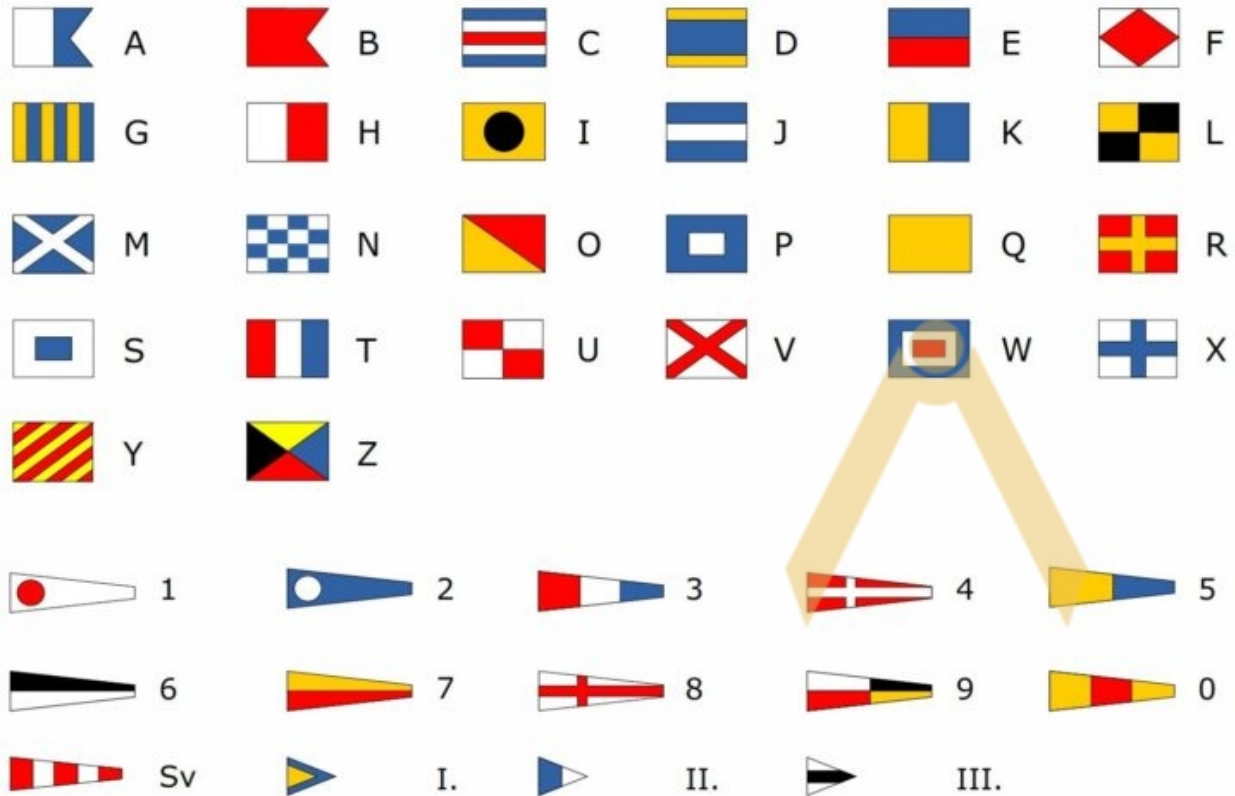 A B C D E F
G H I J K L
M N O P Q R
S T U V W X
Y Z
1 2 3 4 5
6 7 8 9 0
Sv I. II. III.